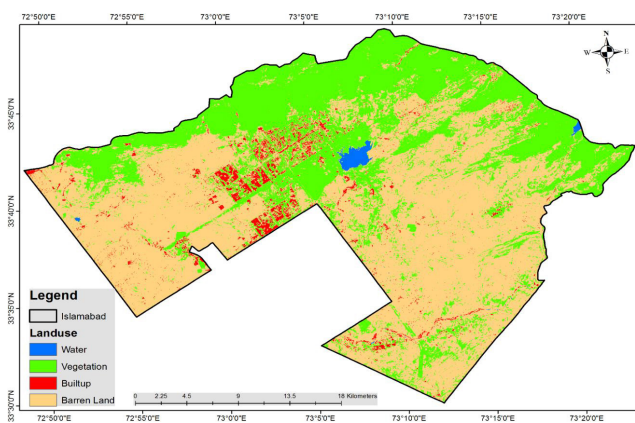 72°50'0"E 72°55'0"E 73°0'0"E 73°5'0"E 73°10'0"E 73°15'0"E 73°20'0"E
N
W E
S
33°45'0"N
33°40'0"N
33°35'0"N
33°30'0"N
Legend
Islamabad
Landuse
Water
Vegetation
Builtup
Barren Land
0 2.25 4.5 9 13.5 18 Kilometers
72°50'0"E 72°55'0"E 73°0'0"E 73°5'0"E 73°10'0"E 73°15'0"E 73°20'0"E